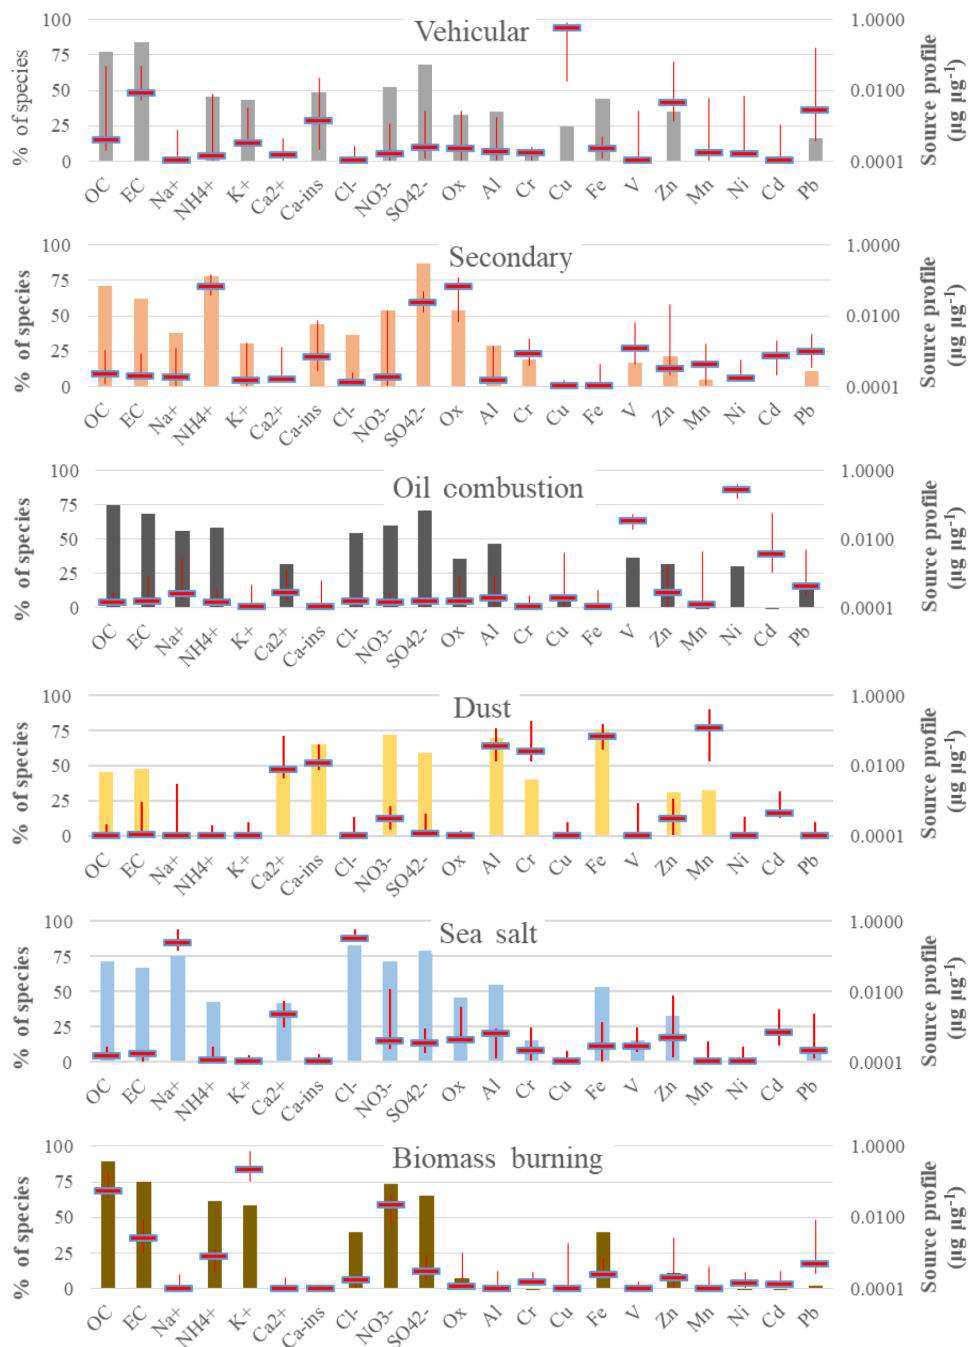 Vehicular
% of species
100
75
50
25
0
1.0000
0.0100
0.0001
Source profile
(µg µg-1)
OC EC Na+ NH4+ K+ Ca2+ Ca-ins Cl- NO3- SO42- Ox Al Cr Cu Fe V Zn Mn Ni Cd Pb
Secondary
% of species
100
75
50
25
0
1.0000
0.0100
0.0001
Source profile
(µg µg-1)
OC EC Na+ NH4+ K+ Ca2+ Ca-ins Cl- NO3- SO42- Ox Al Cr Cu Fe V Zn Mn Ni Cd Pb
Oil combustion
% of species
100
75
50
25
0
1.0000
0.0100
0.0001
Source profile
(µg µg-1)
OC EC Na+ NH4+ K+ Ca2+ Ca-ins Cl- NO3- SO42- Ox Al Cr Cu Fe V Zn Mn Ni Cd Pb
Dust
% of species
100
75
50
25
0
1.0000
0.0100
0.0001
Source profile
(µg µg-1)
OC EC Na+ NH4+ K+ Ca2+ Ca-ins Cl- NO3- SO42- Ox Al Cr Cu Fe V Zn Mn Ni Cd Pb
Sea salt
% of species
100
75
50
25
0
1.0000
0.0100
0.0001
Source profile
(µg µg-1)
OC EC Na+ NH4+ K+ Ca2+ Ca-ins Cl- NO3- SO42- Ox Al Cr Cu Fe V Zn Mn Ni Cd Pb
Biomass burning
% of species
100
75
50
25
0
1.0000
0.0100
0.0001
Source profile
(µg µg-1)
OC EC Na+ NH4+ K+ Ca2+ Ca-ins Cl- NO3- SO42- Ox Al Cr Cu Fe V Zn Mn Ni Cd Pb